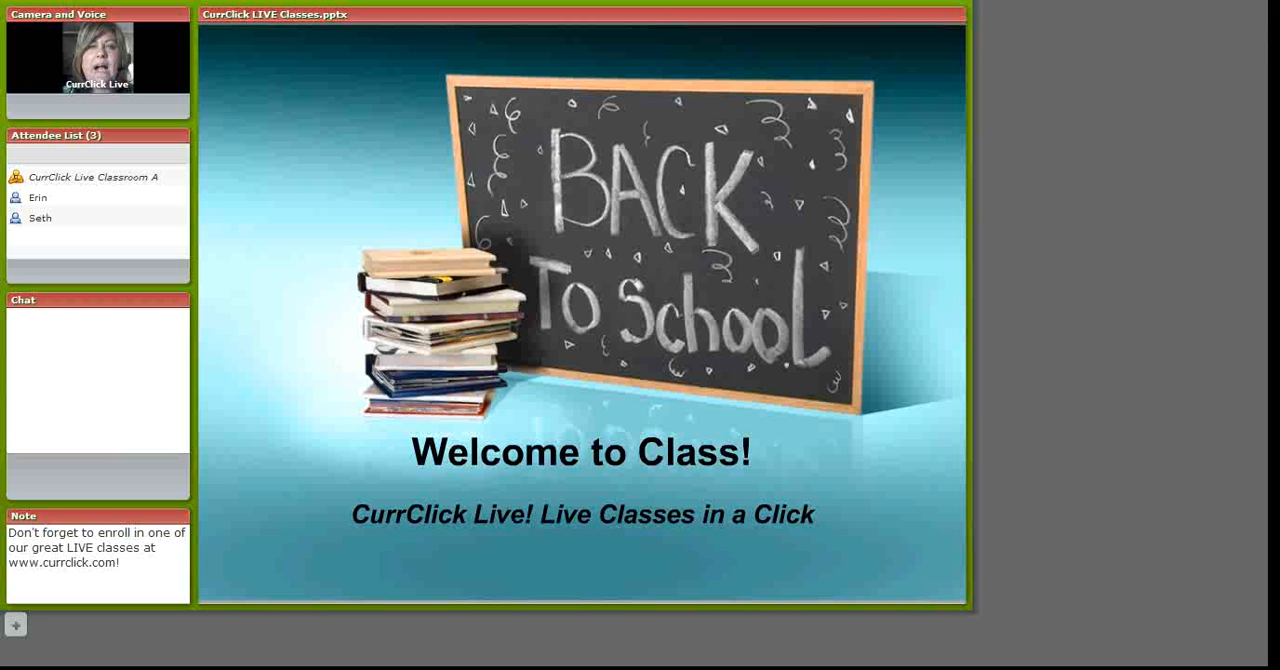 Camera and Voice
CurrClick Live
Attendee List (3)
CurrClick Live Classroom A
Erin
Seth
Chat
Note
Don't forget to enroll in one of
our great LIVE classes at
www.currclick.com!
CurrClick LIVE Classes.pptx
BACK
To School
Welcome to Class!
CurrClick Live! Live Classes in a Click